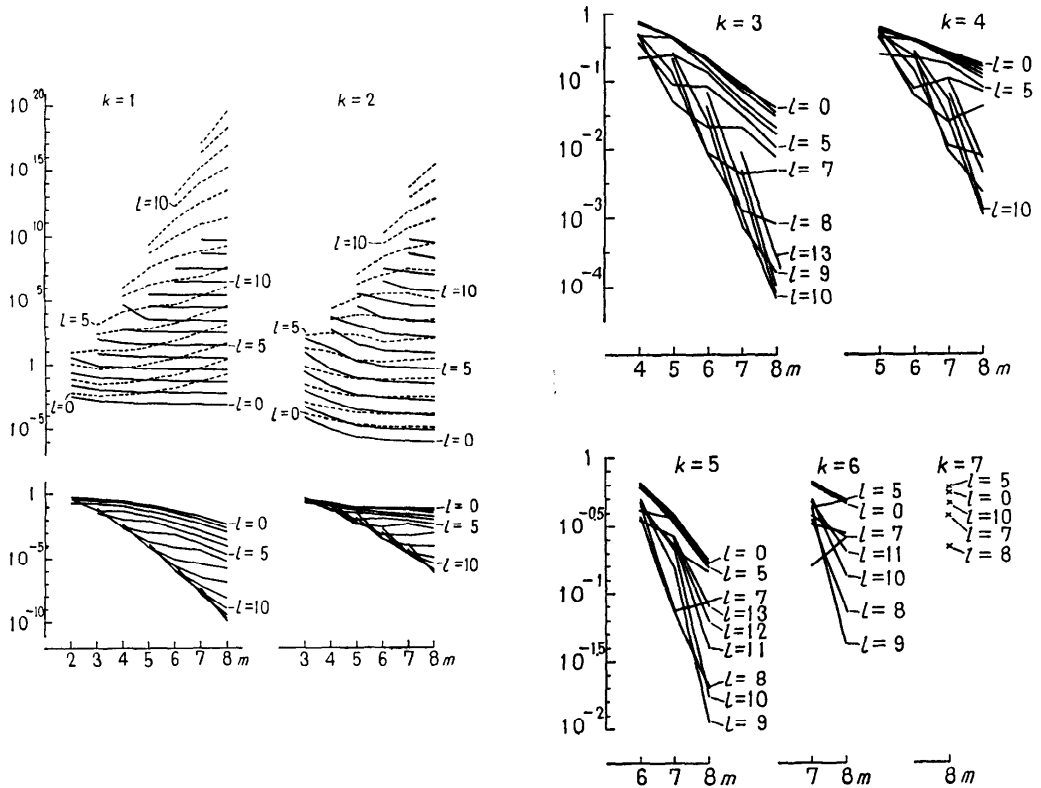 k=1
k=2
10^20
10^15
10^10
10^5
1
10^-5
l=10
l=5
l=0
l=10
l=5
l=0
l=10
l=5
l=0
l=10
l=5
l=0
1
10^-5
10^-10
l=0
l=5
l=10
l=0
l=5
l=10
2 3 4 5 6 7 8 m
3 4 5 6 7 8 m
k=3
k=4
1
10^-1
10^-2
10^-3
10^-4
l=0
l=5
l=7
l=8
l=13
l=9
l=10
l=0
l=5
l=10
4 5 6 7 8 m
5 6 7 8 m
k=5
k=6
k=7
1
10^-0.5
10^-1
10^-1.5
10^-2
l=0
l=5
l=7
l=13
l=12
l=11
l=8
l=10
l=9
l=5
l=0
l=7
l=11
l=10
l=8
l=9
l=5
l=0
l=10
l=7
l=8
6 7 8 m
7 8 m
8 m